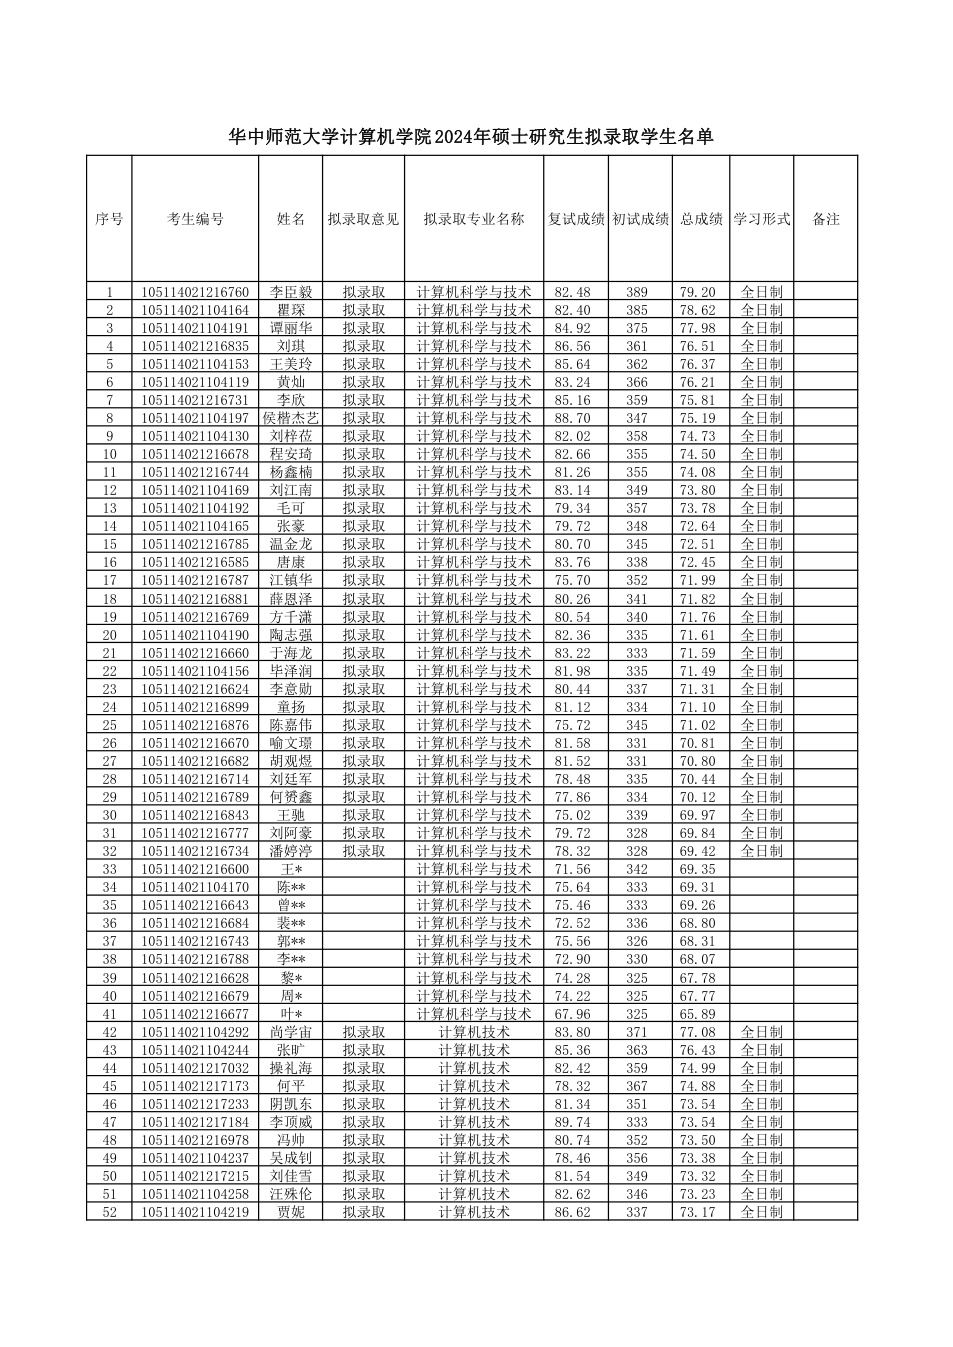 华中师范大学计算机学院2024年硕士研究生拟录取学生名单
序号 考生编号 姓名 拟录取意见 拟录取专业名称 复试成绩 初试成绩 总成绩 学习形式 备注
1 105114021216760 李臣毅 拟录取 计算机科学与技术 82.48 389 79.20 全日制
2 105114021104164 瞿琛 拟录取 计算机科学与技术 82.40 385 78.62 全日制
3 105114021104191 谭丽华 拟录取 计算机科学与技术 84.92 375 77.98 全日制
4 105114021216835 刘琪 拟录取 计算机科学与技术 86.56 361 76.51 全日制
5 105114021104153 王美玲 拟录取 计算机科学与技术 85.64 362 76.37 全日制
6 105114021104119 黄灿 拟录取 计算机科学与技术 83.24 366 76.21 全日制
7 105114021216731 李欣 拟录取 计算机科学与技术 85.16 359 75.81 全日制
8 105114021104197 侯楷杰艺 拟录取 计算机科学与技术 88.70 347 75.19 全日制
9 105114021104130 刘梓莅 拟录取 计算机科学与技术 82.02 358 74.73 全日制
10 105114021216678 程安琦 拟录取 计算机科学与技术 82.66 355 74.50 全日制
11 105114021216744 杨鑫楠 拟录取 计算机科学与技术 81.26 355 74.08 全日制
12 105114021104169 刘江南 拟录取 计算机科学与技术 83.14 349 73.80 全日制
13 105114021104192 毛可 拟录取 计算机科学与技术 79.34 357 73.78 全日制
14 105114021104165 张豪 拟录取 计算机科学与技术 79.72 348 72.64 全日制
15 105114021216785 温金龙 拟录取 计算机科学与技术 80.70 345 72.51 全日制
16 105114021216585 唐康 拟录取 计算机科学与技术 83.76 338 72.45 全日制
17 105114021216787 江镇华 拟录取 计算机科学与技术 75.70 352 71.99 全日制
18 105114021216881 薛恩泽 拟录取 计算机科学与技术 80.26 341 71.82 全日制
19 105114021216769 方千潇 拟录取 计算机科学与技术 80.54 340 71.76 全日制
20 105114021104190 陶志强 拟录取 计算机科学与技术 82.36 335 71.61 全日制
21 105114021216660 于海龙 拟录取 计算机科学与技术 83.22 333 71.59 全日制
22 105114021104156 毕泽润 拟录取 计算机科学与技术 81.98 335 71.49 全日制
23 105114021216624 李意勋 拟录取 计算机科学与技术 80.44 337 71.31 全日制
24 105114021216899 童扬 拟录取 计算机科学与技术 81.12 334 71.10 全日制
25 105114021216876 陈嘉伟 拟录取 计算机科学与技术 75.72 345 71.02 全日制
26 105114021216670 喻文璟 拟录取 计算机科学与技术 81.58 331 70.81 全日制
27 105114021216682 胡观煜 拟录取 计算机科学与技术 81.52 331 70.80 全日制
28 105114021216714 刘廷军 拟录取 计算机科学与技术 78.48 335 70.44 全日制
29 105114021216789 何赟鑫 拟录取 计算机科学与技术 77.86 334 70.12 全日制
30 105114021216843 王驰 拟录取 计算机科学与技术 75.02 339 69.97 全日制
31 105114021216777 刘阿豪 拟录取 计算机科学与技术 79.72 328 69.84 全日制
32 105114021216734 潘婷渟 拟录取 计算机科学与技术 78.32 328 69.42 全日制
33 105114021216600 王* 计算机科学与技术 71.56 342 69.35
34 105114021104170 陈** 计算机科学与技术 75.64 333 69.31
35 105114021216643 曾** 计算机科学与技术 75.46 333 69.26
36 105114021216684 裴** 计算机科学与技术 72.52 336 68.80
37 105114021216743 郭** 计算机科学与技术 75.56 326 68.31
38 105114021216788 李** 计算机科学与技术 72.90 330 68.07
39 105114021216628 黎* 计算机科学与技术 74.28 325 67.78
40 105114021216679 周* 计算机科学与技术 74.22 325 67.77
41 105114021216677 叶* 计算机科学与技术 67.96 325 65.89
42 105114021104292 尚学宙 拟录取 计算机技术 83.80 371 77.08 全日制
43 105114021104244 张旷 拟录取 计算机技术 85.36 363 76.43 全日制
44 105114021217032 操礼海 拟录取 计算机技术 82.42 359 74.99 全日制
45 105114021217173 何平 拟录取 计算机技术 78.32 367 74.88 全日制
46 105114021217233 阴凯东 拟录取 计算机技术 81.34 351 73.54 全日制
47 105114021217184 李顶威 拟录取 计算机技术 89.74 333 73.54 全日制
48 105114021216978 冯帅 拟录取 计算机技术 80.74 352 73.50 全日制
49 105114021104237 吴成钊 拟录取 计算机技术 78.46 356 73.38 全日制
50 105114021217215 刘佳雪 拟录取 计算机技术 81.54 349 73.32 全日制
51 105114021104258 汪殊伦 拟录取 计算机技术 82.62 346 73.23 全日制
52 105114021104219 贾妮 拟录取 计算机技术 86.62 337 73.17 全日制